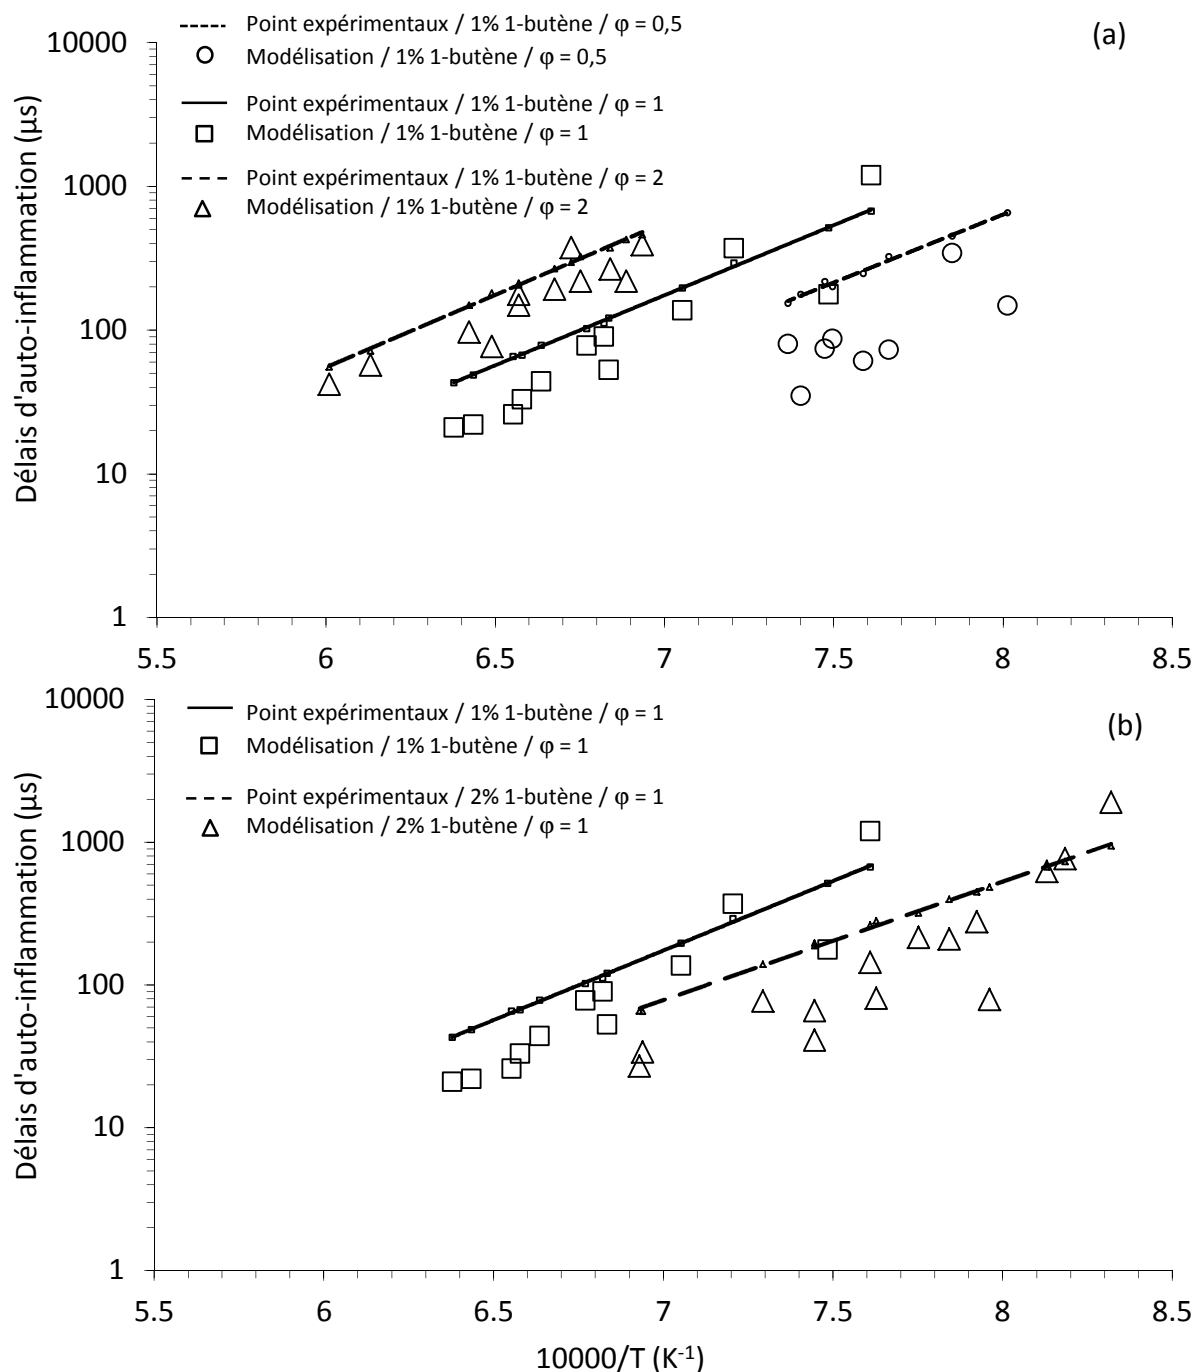 Point expérimentaux / 1% 1-butène / φ = 0,5
Modélisation / 1% 1-butène / φ = 0,5
Point expérimentaux / 1% 1-butène / φ = 1
Modélisation / 1% 1-butène / φ = 1
Point expérimentaux / 1% 1-butène / φ = 2
Modélisation / 1% 1-butène / φ = 2
(a)
Délais d'auto-inflammation (µs)
10000
1000
100
10
1
5.5 6 6.5 7 7.5 8 8.5
Point expérimentaux / 1% 1-butène / φ = 1
Modélisation / 1% 1-butène / φ = 1
Point expérimentaux / 2% 1-butène / φ = 1
Modélisation / 2% 1-butène / φ = 1
(b)
Délais d'auto-inflammation (µs)
10000
1000
100
10
1
5.5 6 6.5 7 7.5 8 8.5
10000/T (K⁻¹)